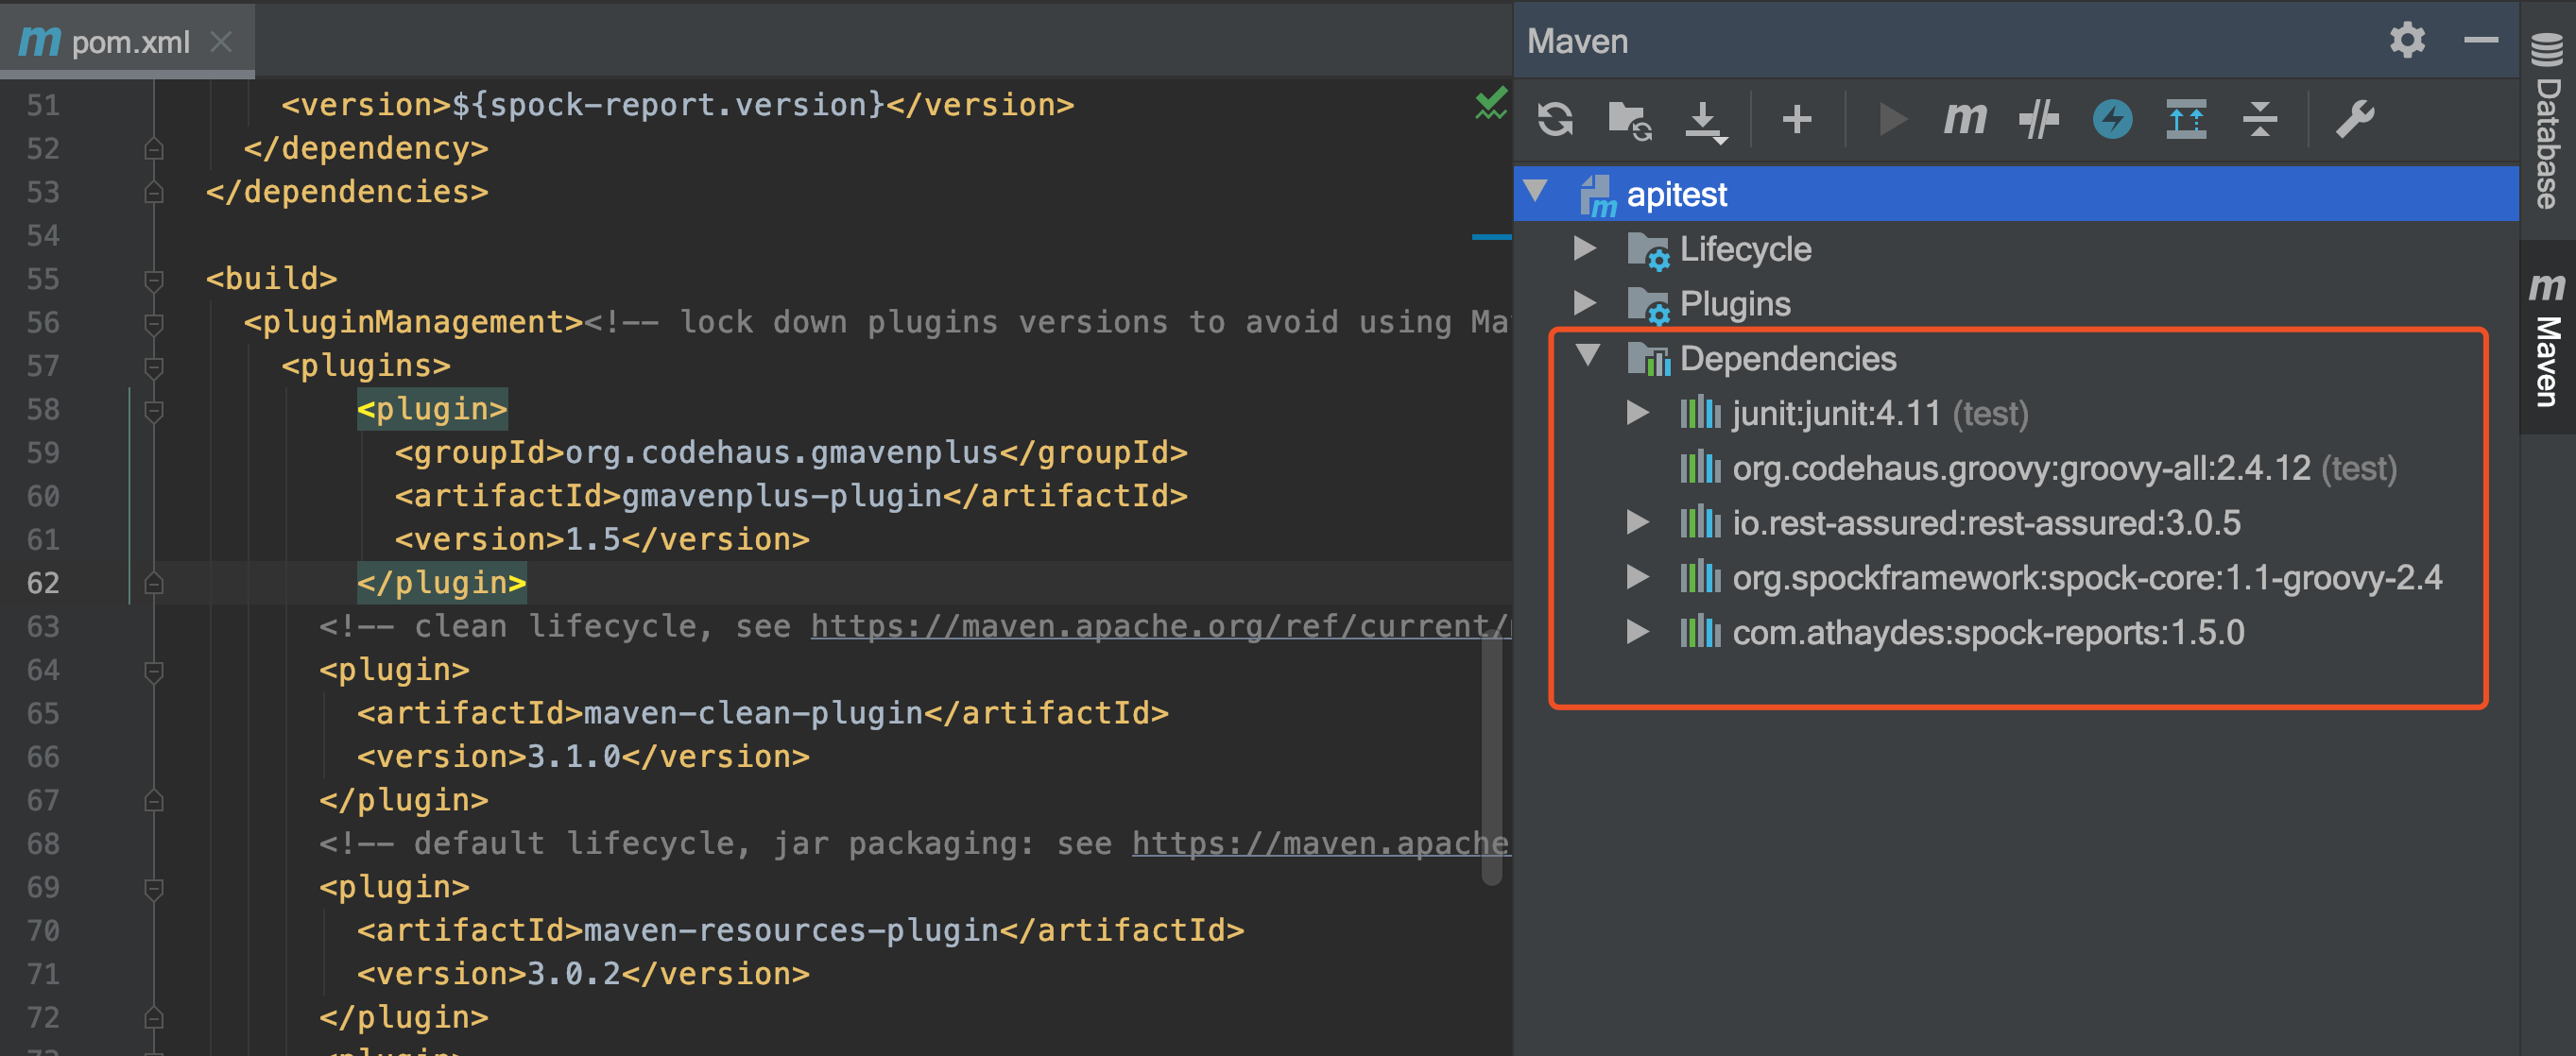 pom.xml
51 <version>${spock-report.version}</version>
52 </dependency>
53 </dependencies>
54
55 <build>
56 <pluginManagement><!-- lock down plugins versions to avoid using Ma
57 <plugins>
58 <plugin>
59 <groupId>org.codehaus.gmavenplus</groupId>
60 <artifactId>gmavenplus-plugin</artifactId>
61 <version>1.5</version>
62 </plugin>
63 <!-- clean lifecycle, see https://maven.apache.org/ref/current/
64 <plugin>
65 <artifactId>maven-clean-plugin</artifactId>
66 <version>3.1.0</version>
67 </plugin>
68 <!-- default lifecycle, jar packaging: see https://maven.apache
69 <plugin>
70 <artifactId>maven-resources-plugin</artifactId>
71 <version>3.0.2</version>
72 </plugin>
Maven
apitest
Lifecycle
Plugins
Dependencies
junit:junit:4.11 (test)
org.codehaus.groovy:groovy-all:2.4.12 (test)
io.rest-assured:rest-assured:3.0.5
org.spockframework:spock-core:1.1-groovy-2.4
com.athaydes:spock-reports:1.5.0
Database
Maven